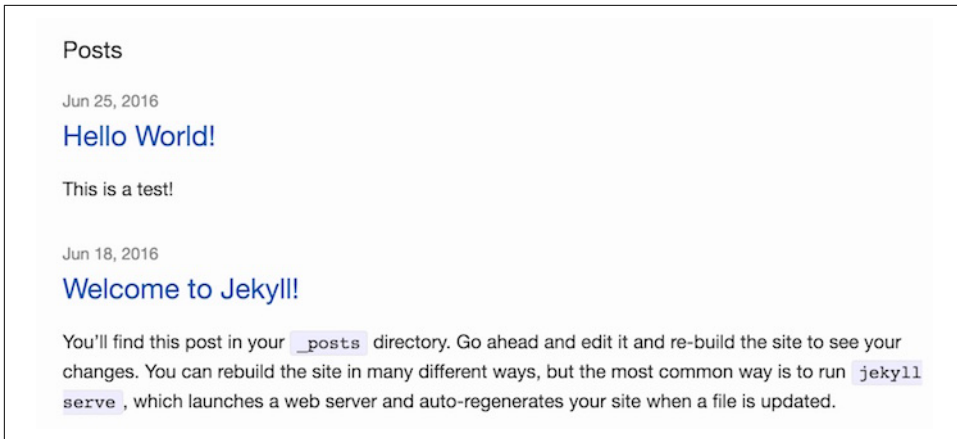 Posts
Jun 25, 2016
Hello World!
This is a test!
Jun 18, 2016
Welcome to Jekyll!
You’ll find this post in your _posts directory. Go ahead and edit it and re-build the site to see your
changes. You can rebuild the site in many different ways, but the most common way is to run jekyll
serve , which launches a web server and auto-regenerates your site when a file is updated.